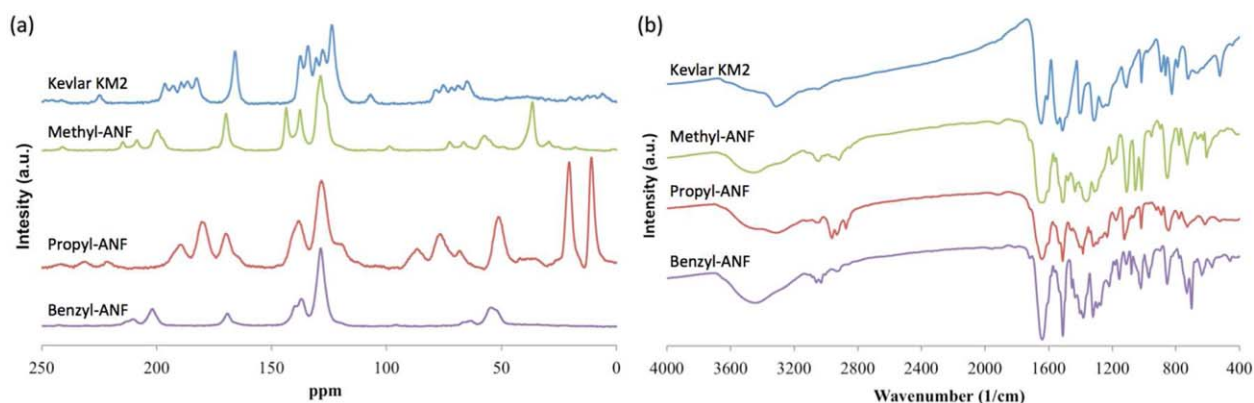 (a)
Kevlar KM2
Methyl-ANF
Propyl-ANF
Benzyl-ANF
Intesity (a.u.)
250 200 150 100 50 0
ppm
(b)
Kevlar KM2
Methyl-ANF
Propyl-ANF
Benzyl-ANF
Intensity (a.u.)
4000 3600 3200 2800 2400 2000 1600 1200 800 400
Wavenumber (1/cm)